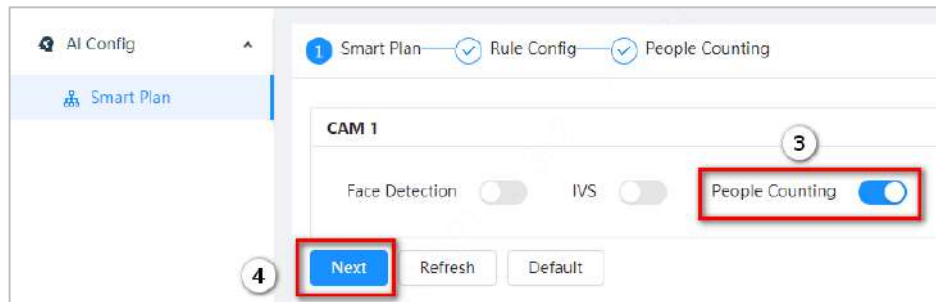 AI Config
Smart Plan
1 Smart Plan Rule Config People Counting
CAM 1
3
Face Detection IVS People Counting
4
Next Refresh Default